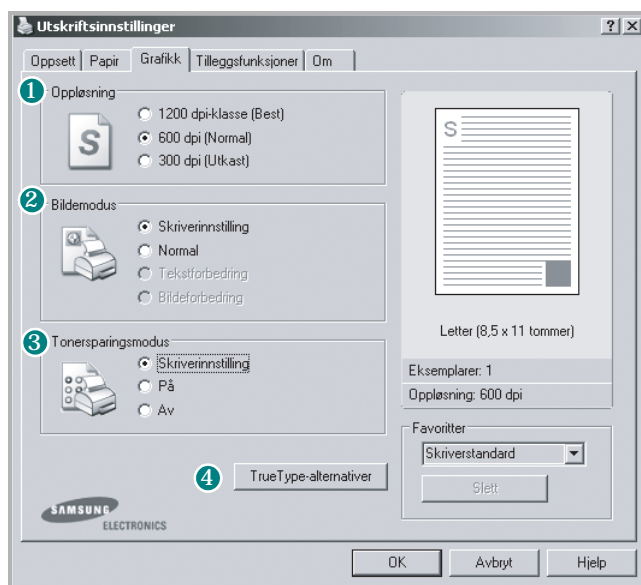 Utskriftsinnstillinger
Oppsett Papir Grafikk Tilleggsfunksjoner Om
1 Oppløsning
1200 dpi-klasse (Best)
600 dpi (Normal)
300 dpi (Utkast)
S
2 Bildemodus
Skriverinnstilling
Normal
Tekstforbedring
Bildeforbedring
3 Tonersparingsmodus
Skriverinnstilling
På
Av
4 TrueType-alternativer
SAMSUNG
ELECTRONICS
S
Letter (8,5 x 11 tommer)
Eksemplarer: 1
Oppløsning: 600 dpi
Favoritter
Skriverstandard
Slett
OK Avbryt Hjelp